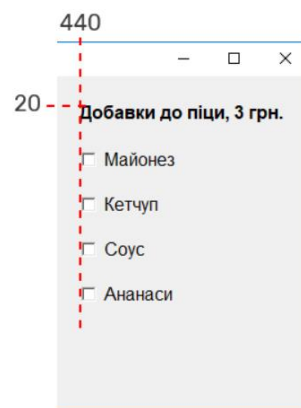 440
20
Добавки до піци, 3 грн.
Майонез
Кетчуп
Соус
Ананаси